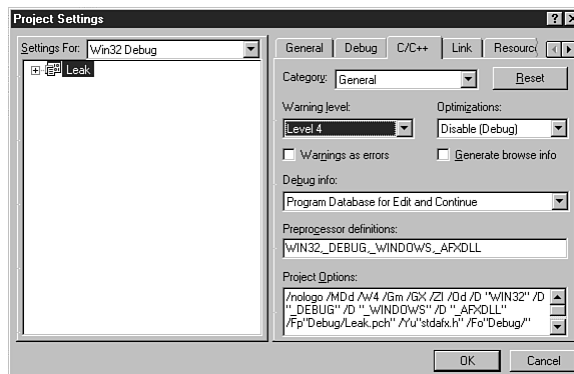 Project Settings
Settings For: Win32 Debug
Leak
General Debug C/C++ Link
Category: General Reset
Warning level: Optimizations:
Level 4 Disable (Debug)
Warnings as errors Generate browse info
Debug info:
Program Database for Edit and Continue
Preprocessor definitions:
WIN32,_DEBUG,_WINDOWS,_AFXDLL
Project Options:
/nologo /MDd /W4 /Gm /GX /ZI /Od /D "WIN32" /D
"_DEBUG" /D "_WINDOWS" /D "_AFXDLL"
/Fp"Debug/Leak.pch" /Yu"stdafx.h" /Fo"Debug/"
OK Cancel